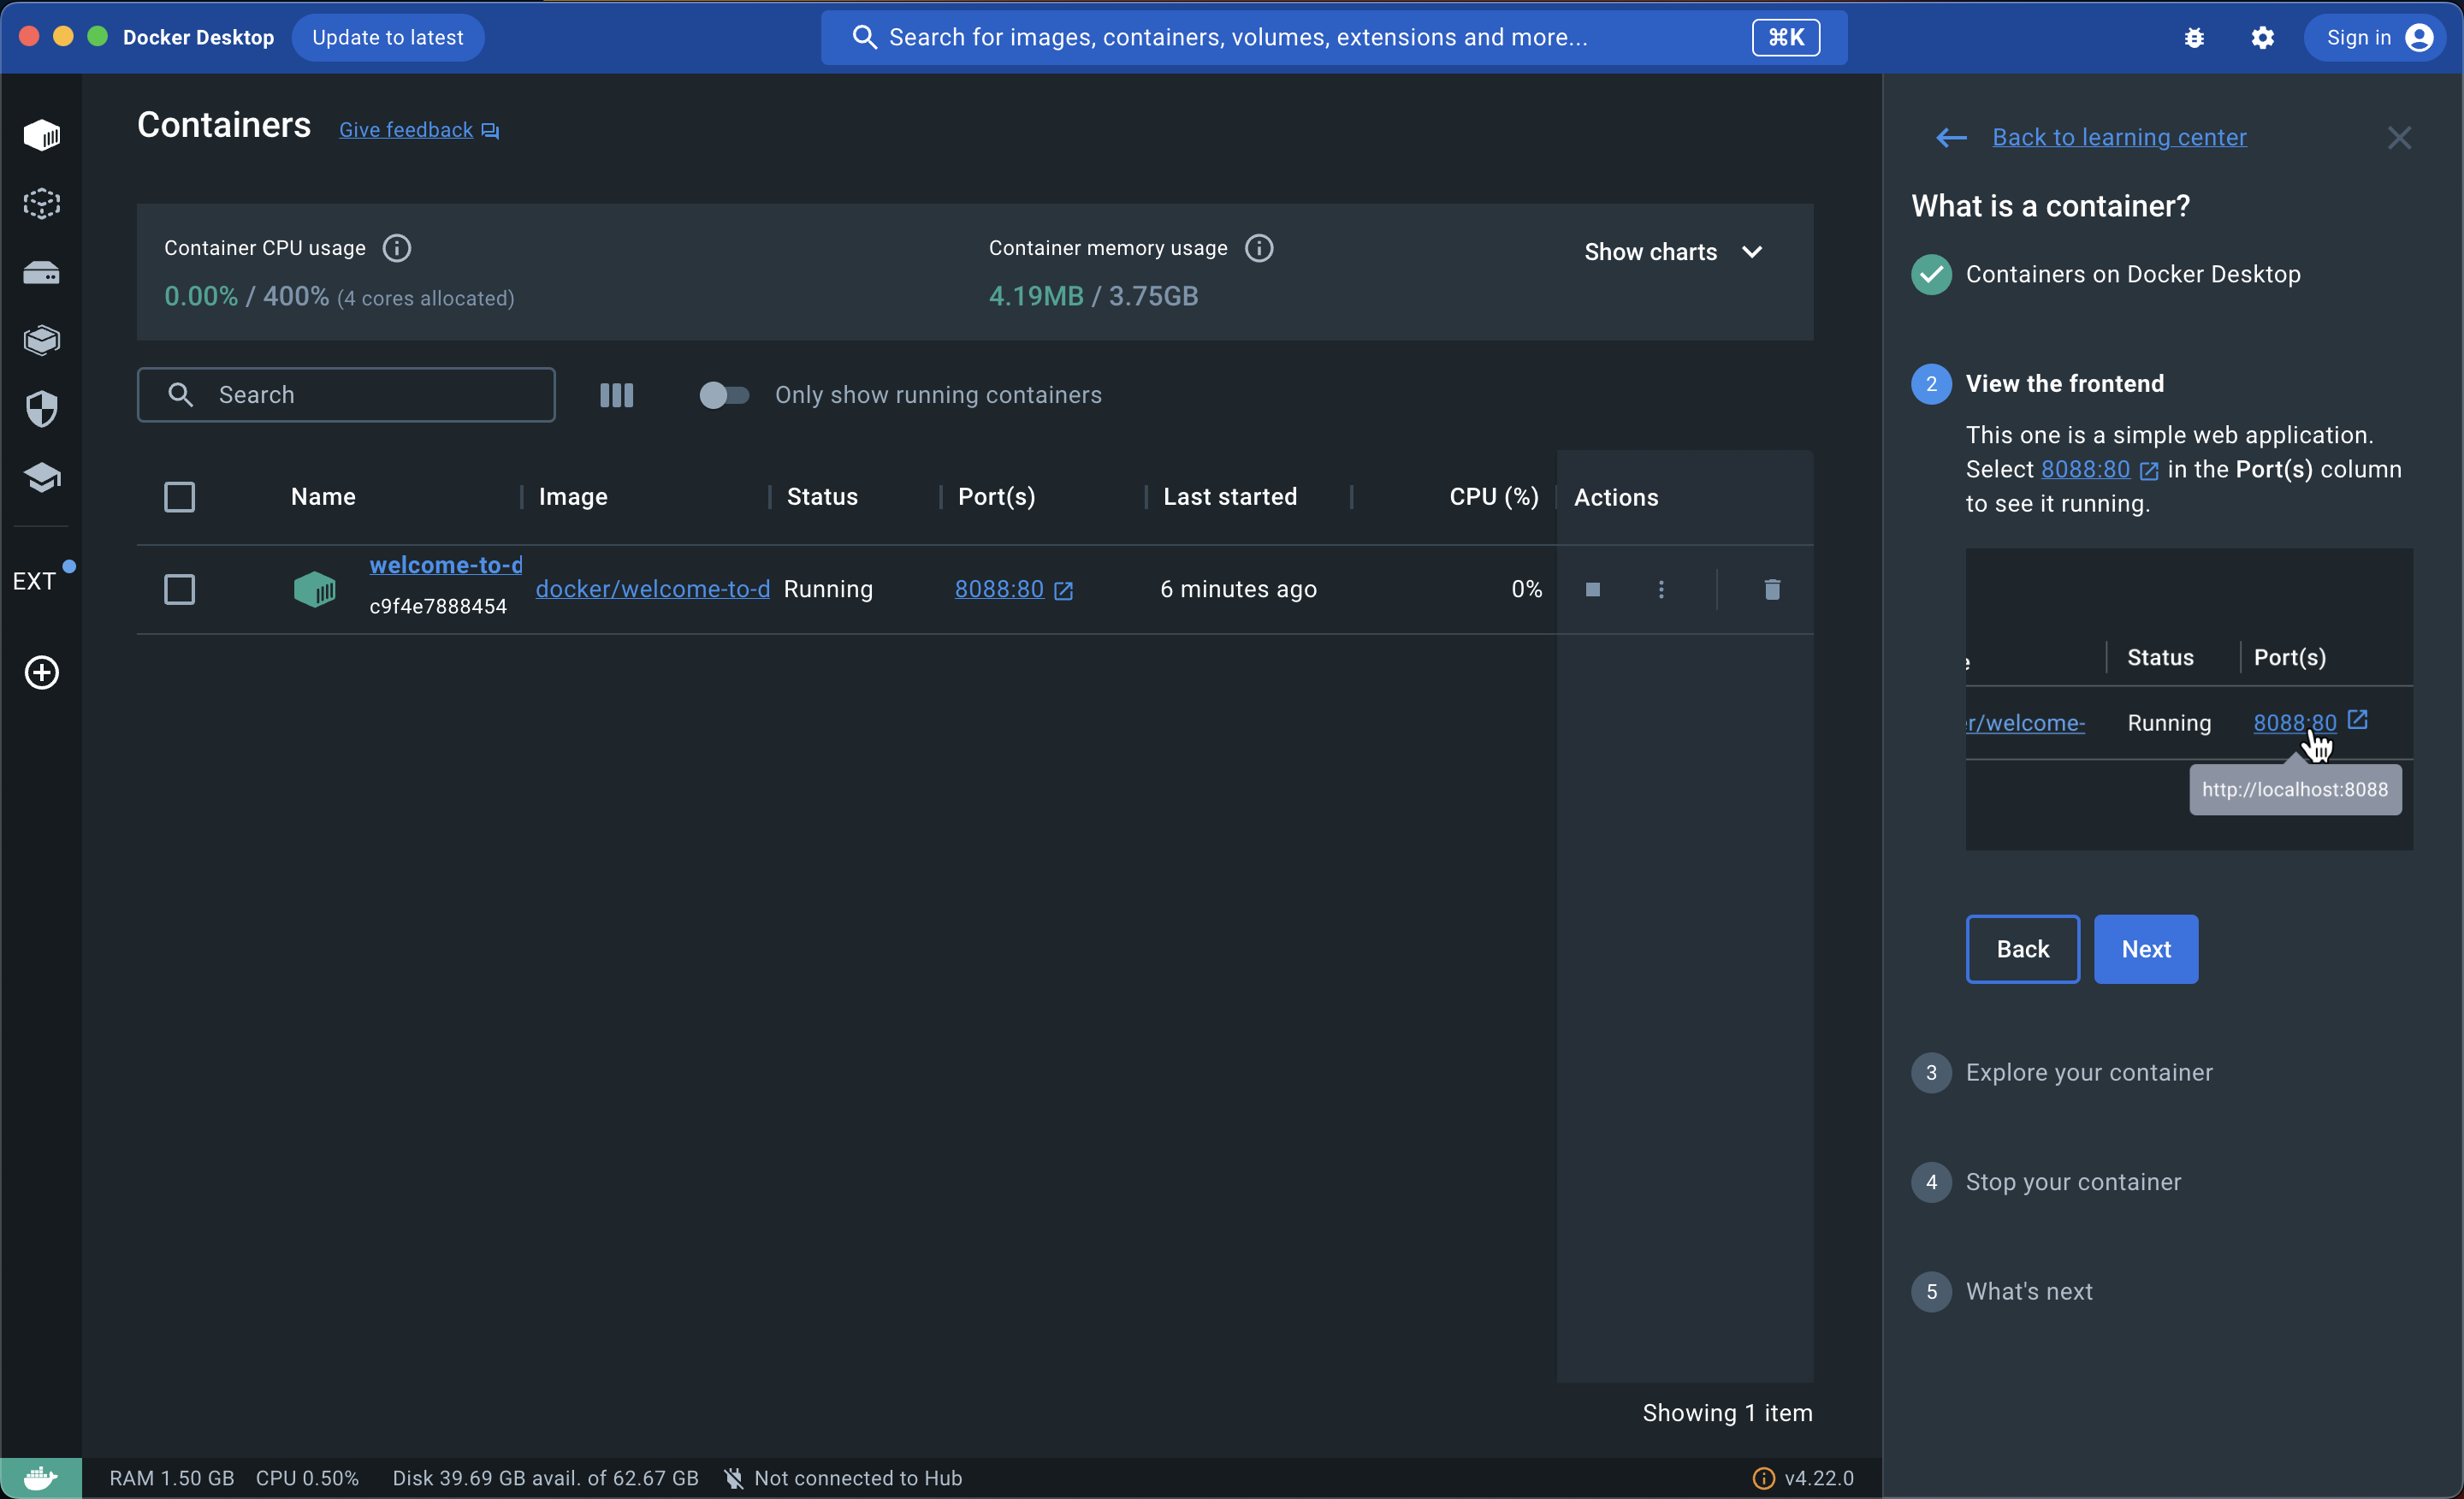 Docker Desktop
Update to latest
Search for images, containers, volumes, extensions and more...
⌘K
Sign in
Containers
Give feedback
Container CPU usage
0.00% / 400% (4 cores allocated)
Container memory usage
4.19MB / 3.75GB
Show charts
Search
Only show running containers
Name
Image
Status
Port(s)
Last started
CPU (%)
Actions
welcome-to-d
c9f4e7888454
docker/welcome-to-d
Running
8088:80
6 minutes ago
0%
EXT
Showing 1 item
Back to learning center
What is a container?
Containers on Docker Desktop
2
View the frontend
This one is a simple web application.
Select 8088:80 in the Port(s) column
to see it running.
Status
Port(s)
r/welcome-
Running
8088:80
http://localhost:8088
Back
Next
3
Explore your container
4
Stop your container
5
What's next
RAM 1.50 GB
CPU 0.50%
Disk 39.69 GB avail. of 62.67 GB
Not connected to Hub
v4.22.0